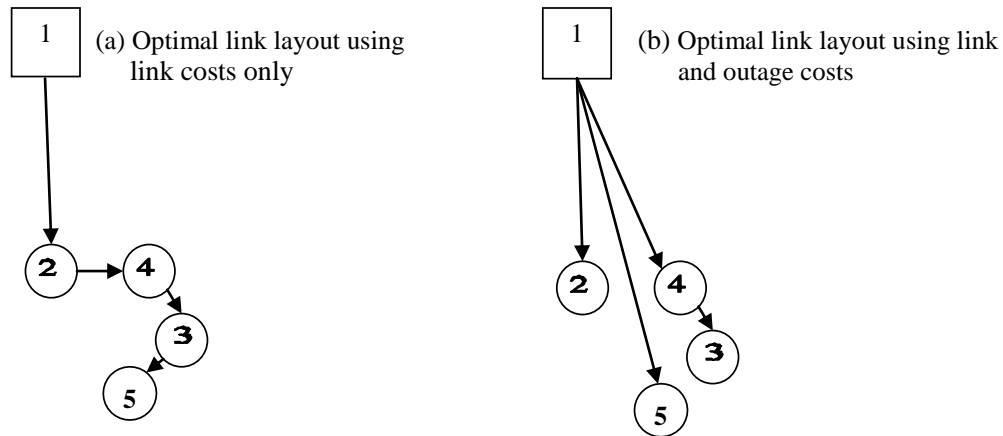 1
(a) Optimal link layout using
link costs only
2
4
3
5
1
(b) Optimal link layout using link
and outage costs
2
4
3
5